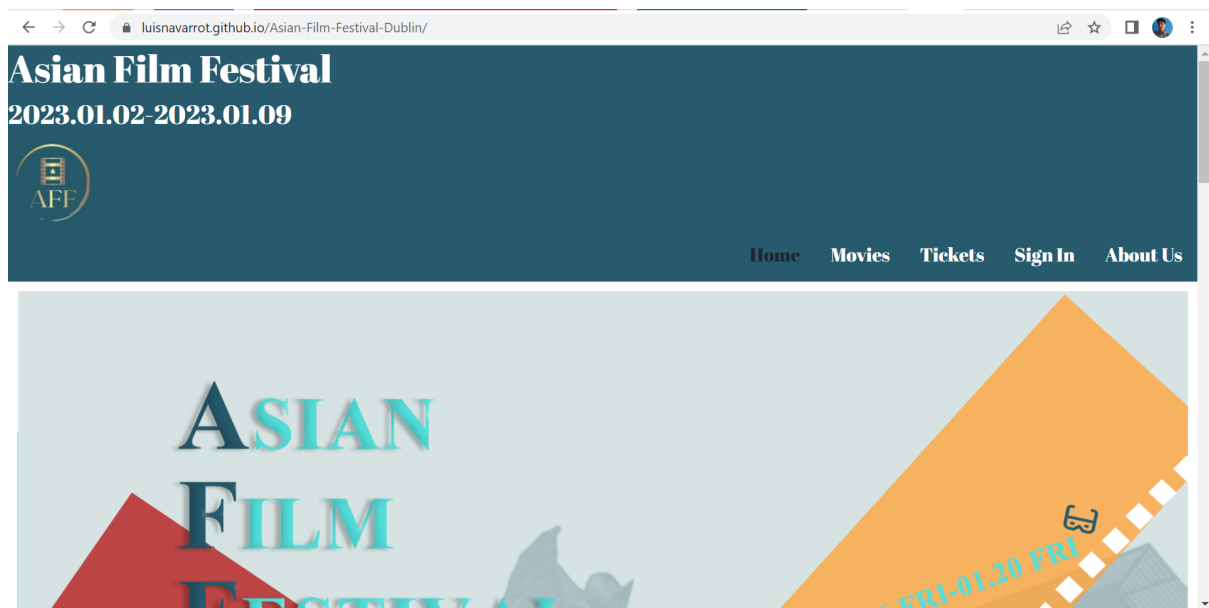 luisnavarrot.github.io/Asian-Film-Festival-Dublin/
Asian Film Festival
2023.01.02-2023.01.09
AFF
Home Movies Tickets Sign In About Us
ASIAN
FILM
FESTIVAL
FRI-01.20 FRI